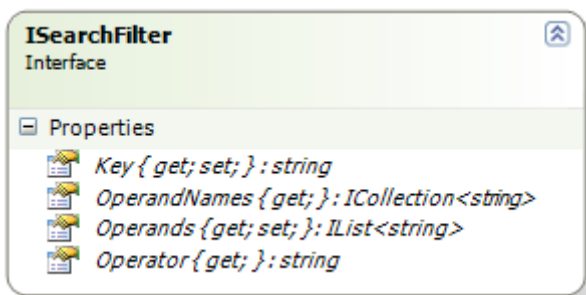 ISearchFilter
Interface
Properties
Key { get; set; } : string
OperandNames { get; } : ICollection<string>
Operands { get; set; } : IList<string>
Operator { get; } : string